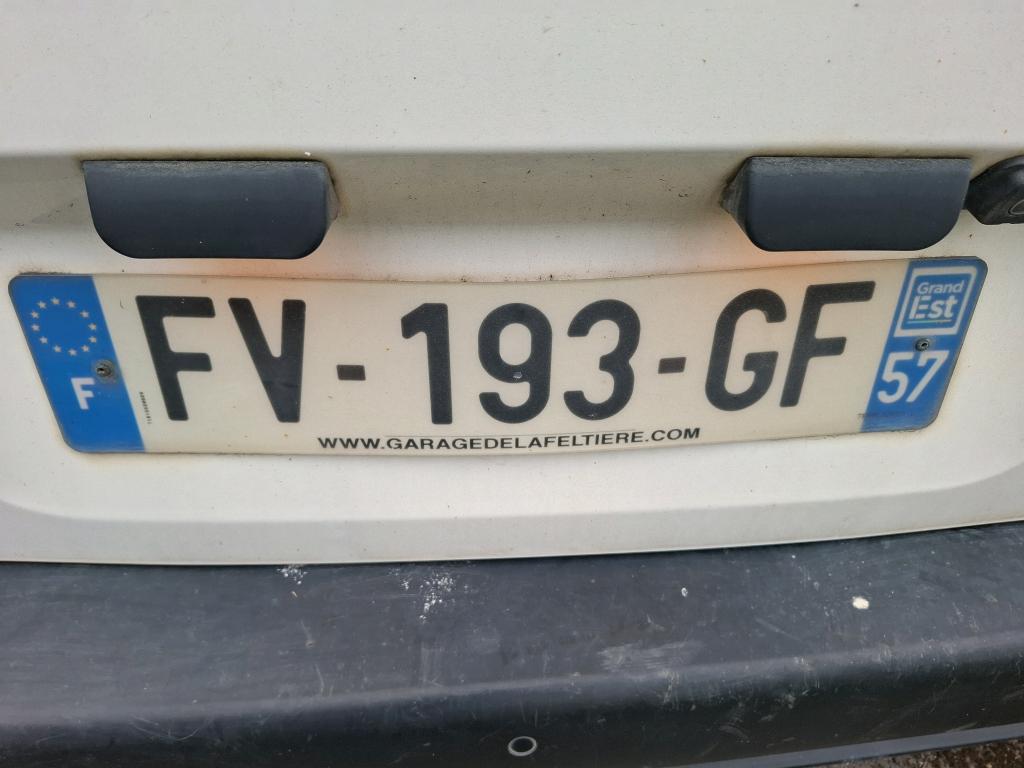 F
FV-193-GF
Grand
Est
57
WWW.GARAGEDELAFELTIERE.COM